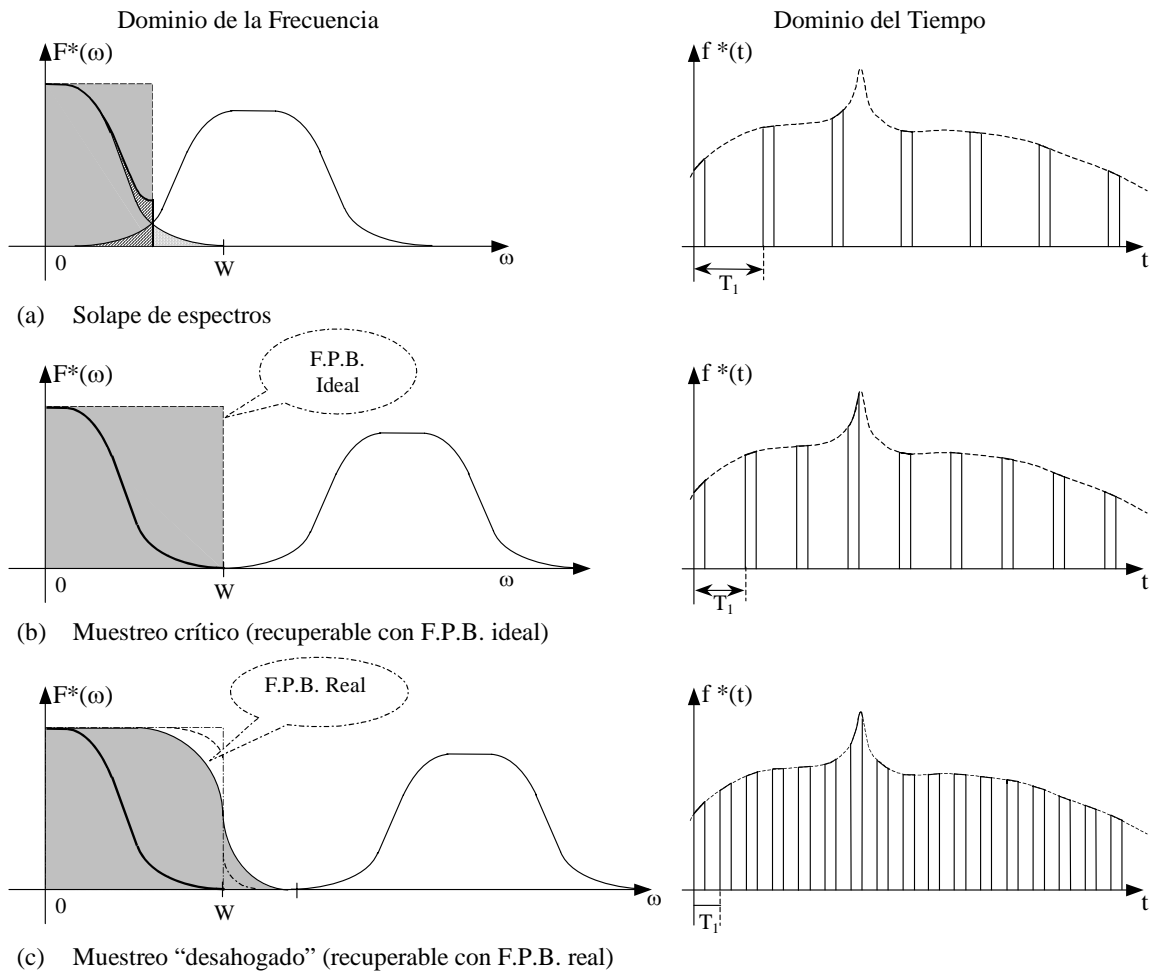 Dominio de la Frecuencia
Dominio del Tiempo
F*(ω)
0
W
ω
f *(t)
T1
t
(a) Solape de espectros
F*(ω)
F.P.B.
Ideal
0
W
ω
f *(t)
T1
t
(b) Muestreo crítico (recuperable con F.P.B. ideal)
F*(ω)
F.P.B. Real
0
W
ω
f *(t)
T1
t
(c) Muestreo “desahogado” (recuperable con F.P.B. real)